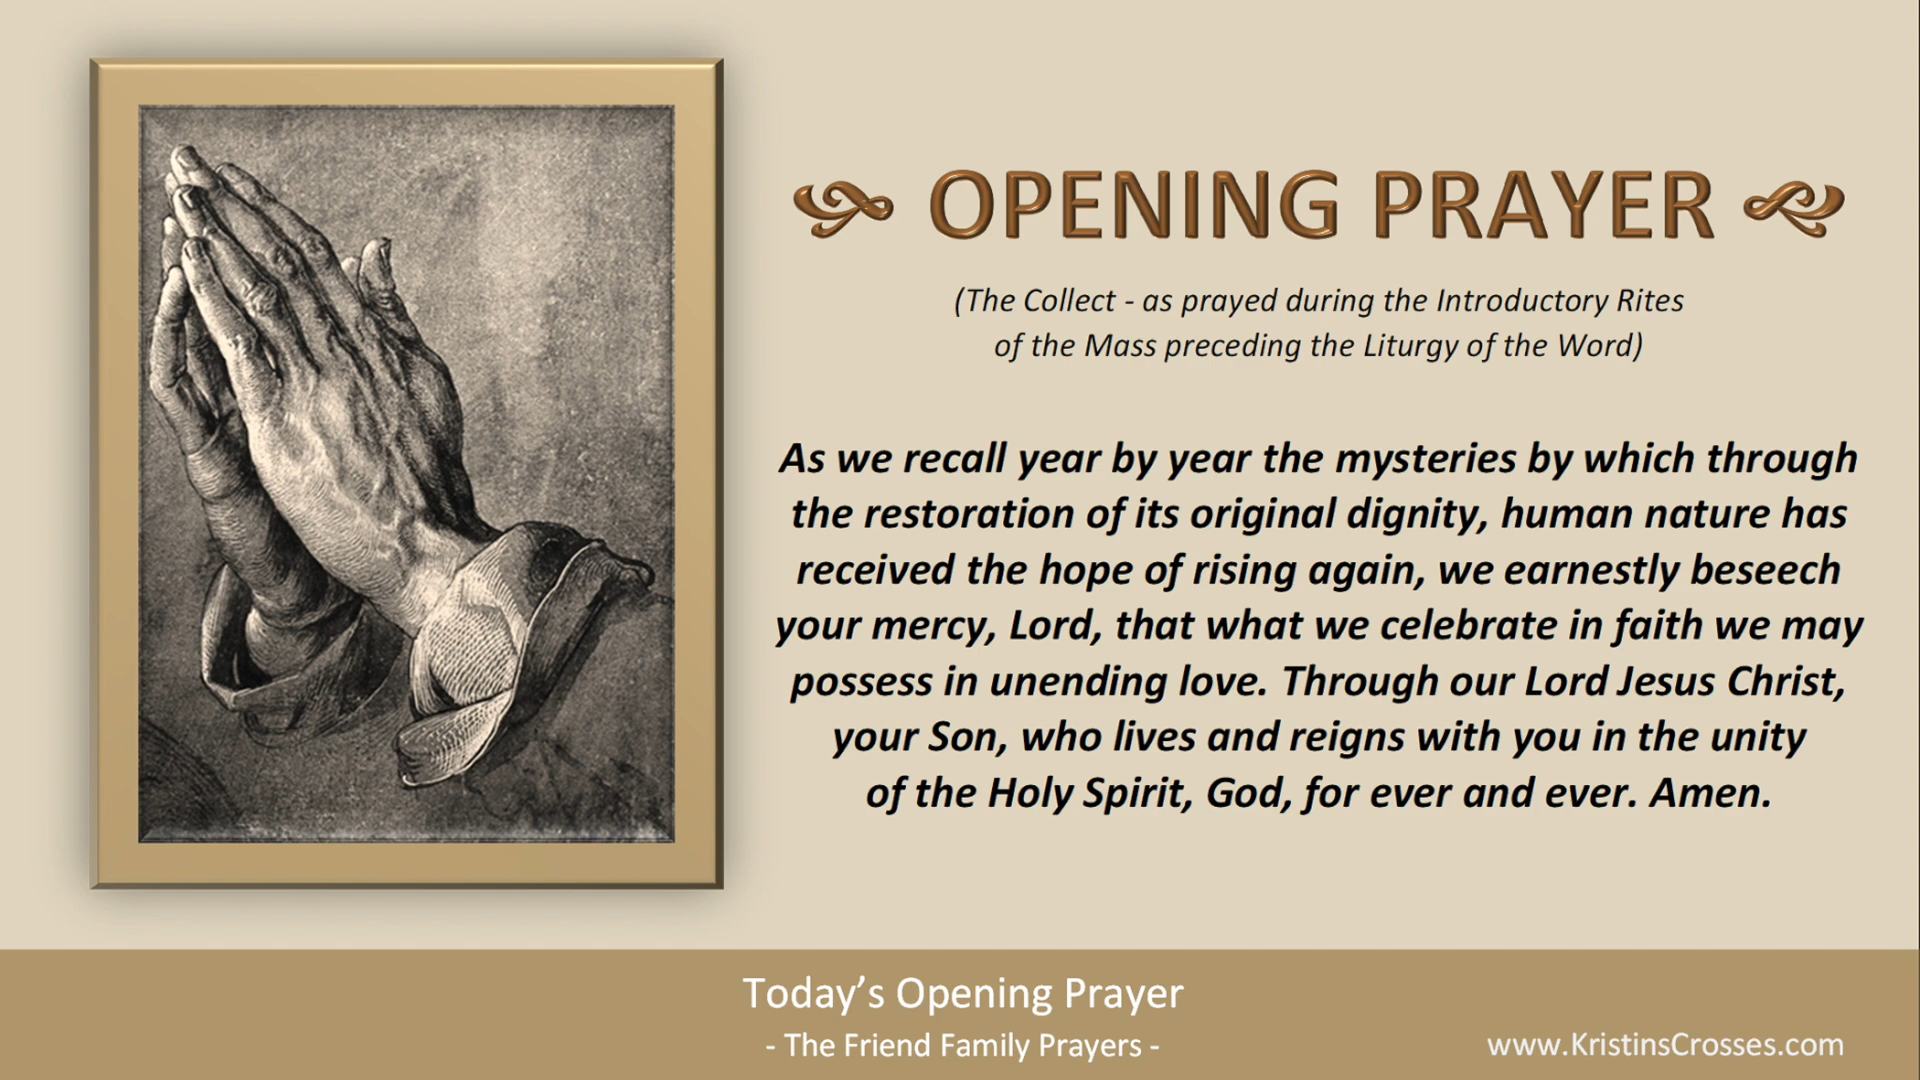 OPENING PRAYER
(The Collect - as prayed during the Introductory Rites
of the Mass preceding the Liturgy of the Word)
As we recall year by year the mysteries by which through
the restoration of its original dignity, human nature has
received the hope of rising again, we earnestly beseech
your mercy, Lord, that what we celebrate in faith we may
possess in unending love. Through our Lord Jesus Christ,
your Son, who lives and reigns with you in the unity
of the Holy Spirit, God, for ever and ever. Amen.
Today’s Opening Prayer
- The Friend Family Prayers -
www.KristinsCrosses.com